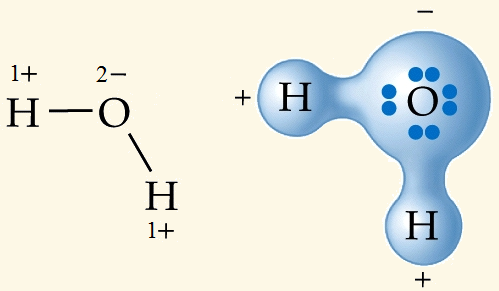 1+ 2−
H — O
H
1+
−
+ H O
H
+